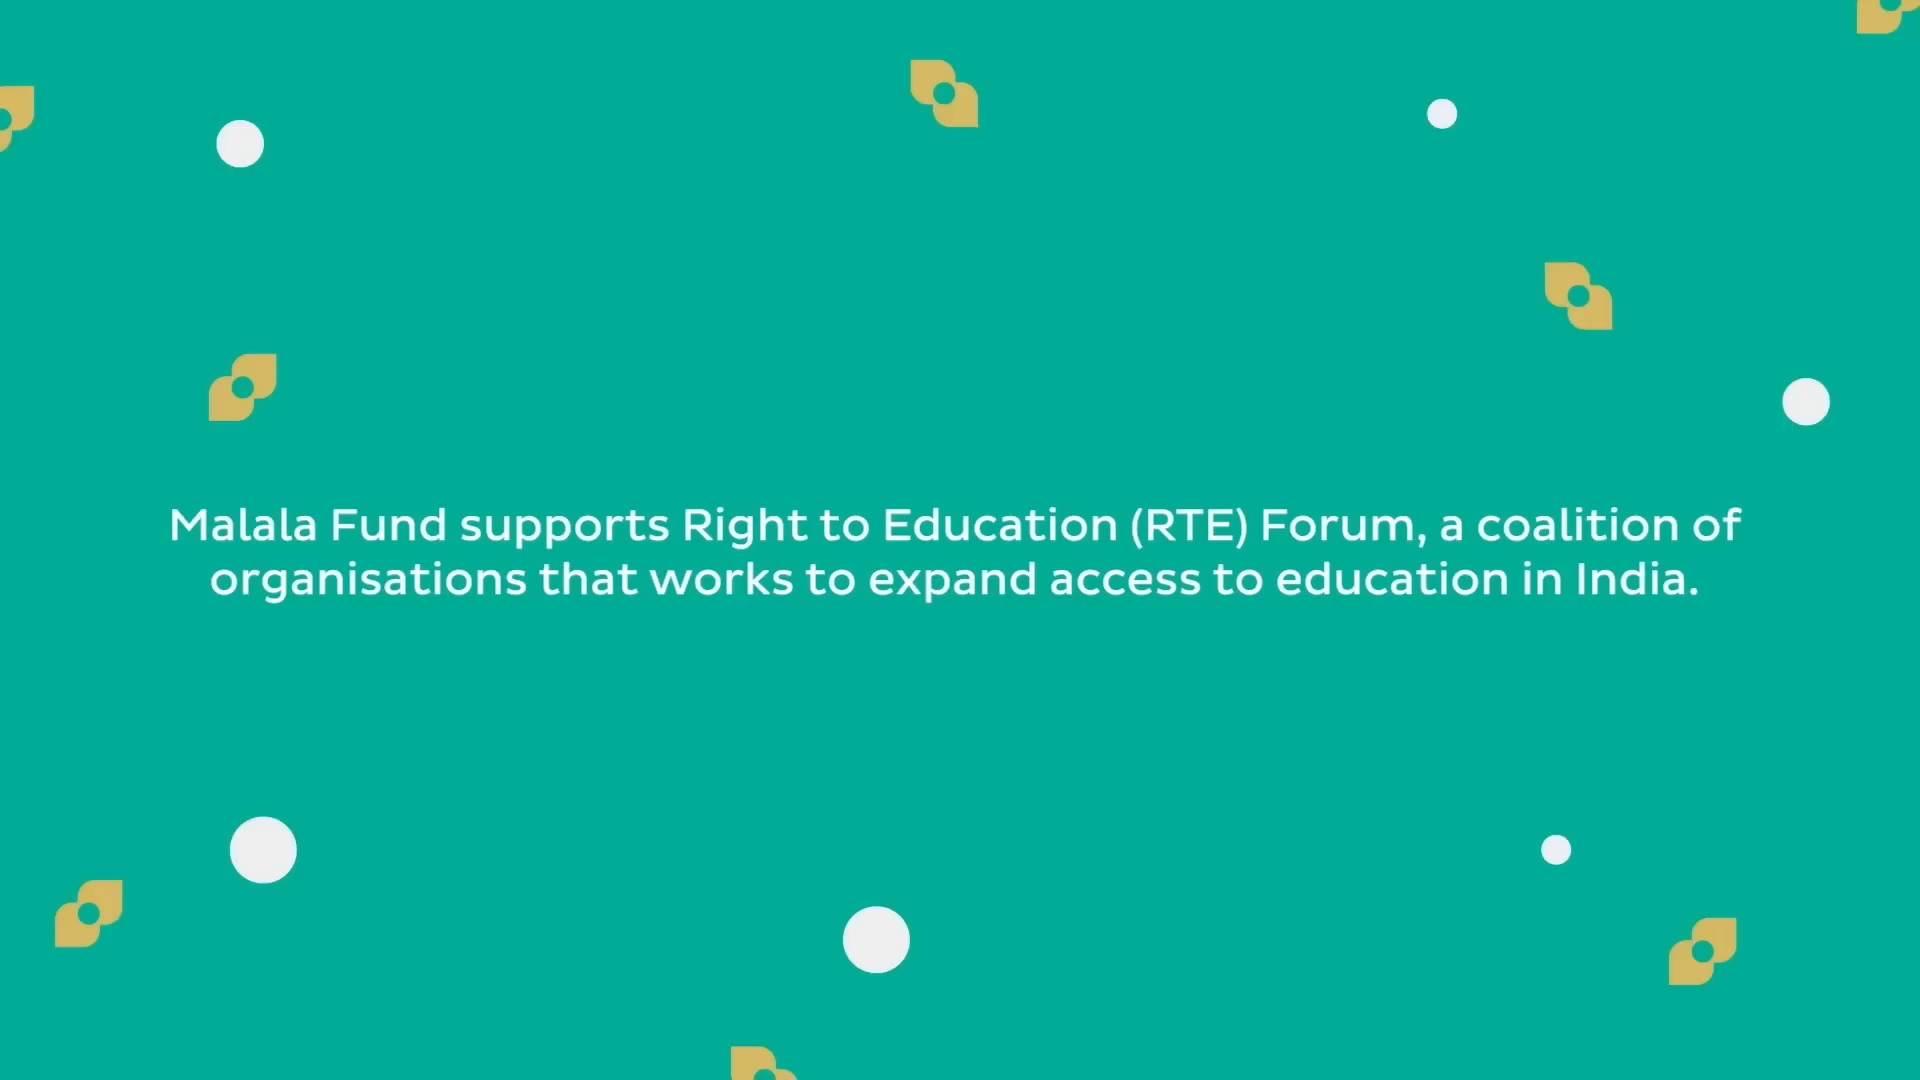 Malala Fund supports Right to Education (RTE) Forum, a coalition of
organisations that works to expand access to education in India.